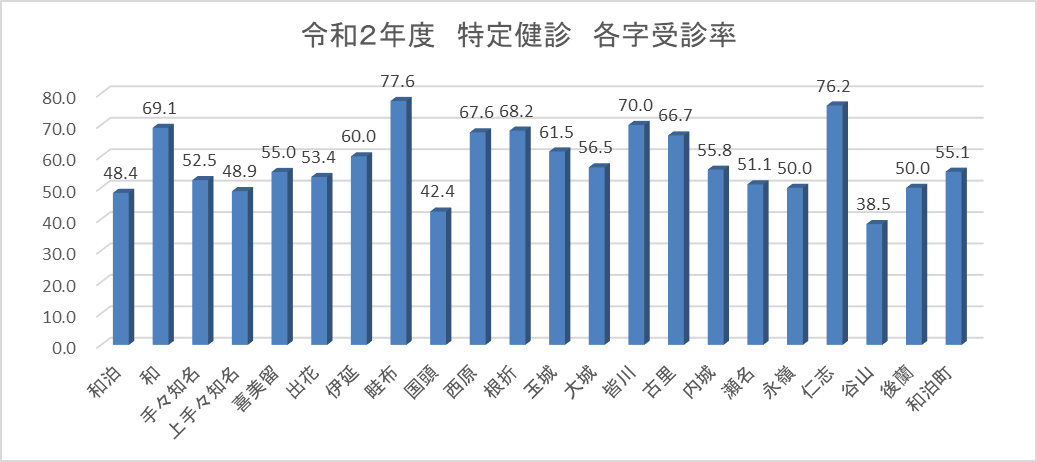 令和2年度　特定健診　各字受診率
80.0
70.0
60.0
50.0
40.0
30.0
20.0
10.0
0.0
48.4
69.1
52.5
48.9
55.0
53.4
60.0
77.6
42.4
67.6
68.2
61.5
56.5
70.0
66.7
55.8
51.1
50.0
76.2
38.5
50.0
55.1
和泊
和
手々知名
上手々知名
喜美留
出花
伊延
畦布
国頭
西原
根折
玉城
大城
皆川
古里
内城
瀬名
永嶺
仁志
谷山
後蘭
和泊町